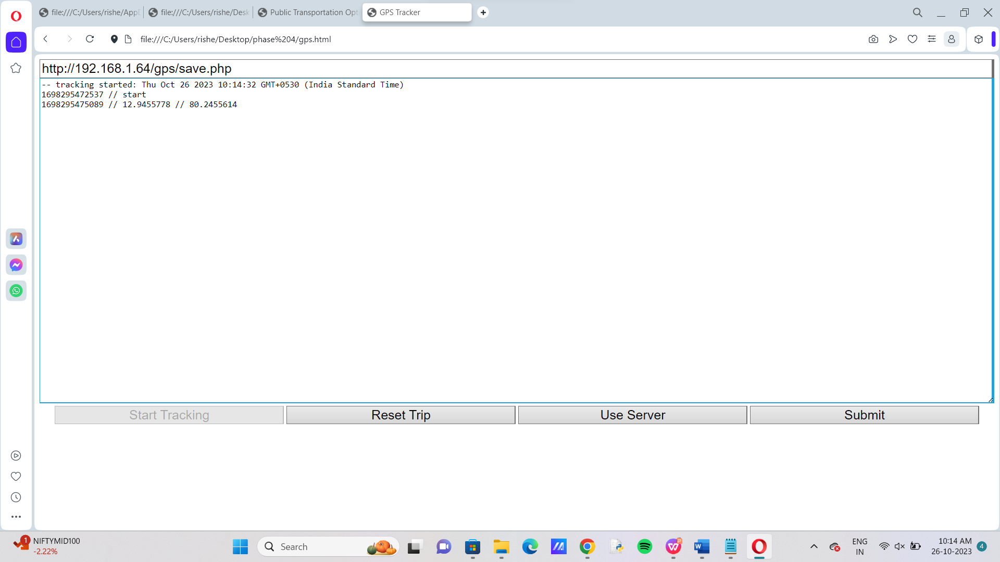 file:///C:/Users/rishe/App
file:///C:/Users/rishe/Desk
Public Transportation Opt
GPS Tracker
file:///C:/Users/rishe/Desktop/phase%204/gps.html
http://192.168.1.64/gps/save.php
-- tracking started: Thu Oct 26 2023 10:14:32 GMT+0530 (India Standard Time)
1698295472537 // start
1698295475089 // 12.9455778 // 80.2455614
Start Tracking
Reset Trip
Use Server
Submit
1
NIFTYMID100
-2.22%
Search
ENG
IN
10:14 AM
26-10-2023
4